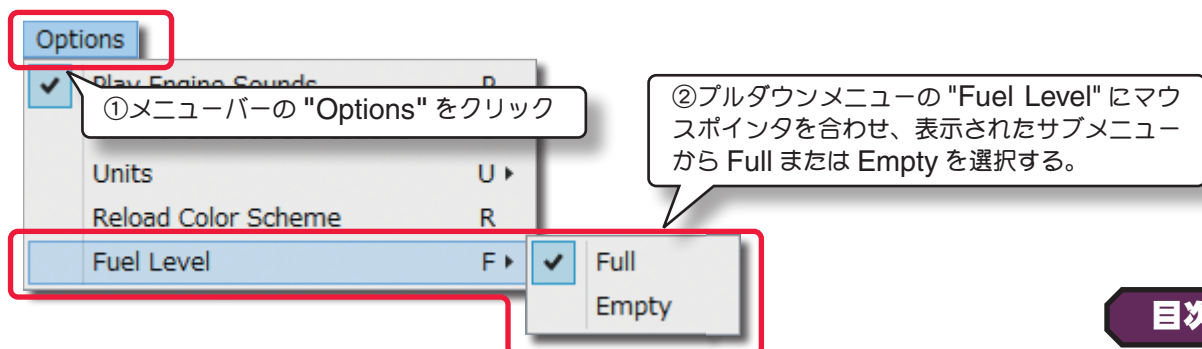 Options
Play Engine Sounds P
①メニューバーの "Options" をクリック
②プルダウンメニューの "Fuel Level" にマウ
スポインタを合わせ、表示されたサブメニュー
から Full または Empty を選択する。
Units U
Reload Color Scheme R
Fuel Level F
Full
Empty
目次